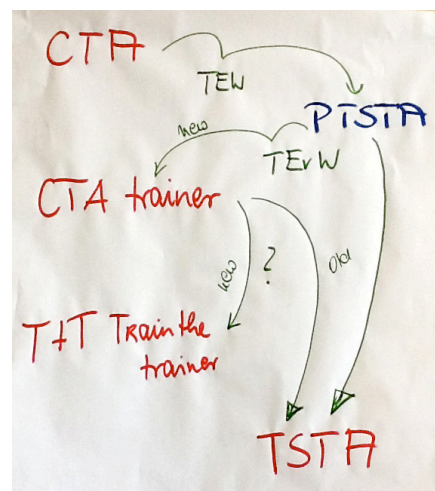 CTA
TEW
PTSTA
new
TEvW
CTA trainer
new
?
Old
T+T Train the
trainer
TSTA